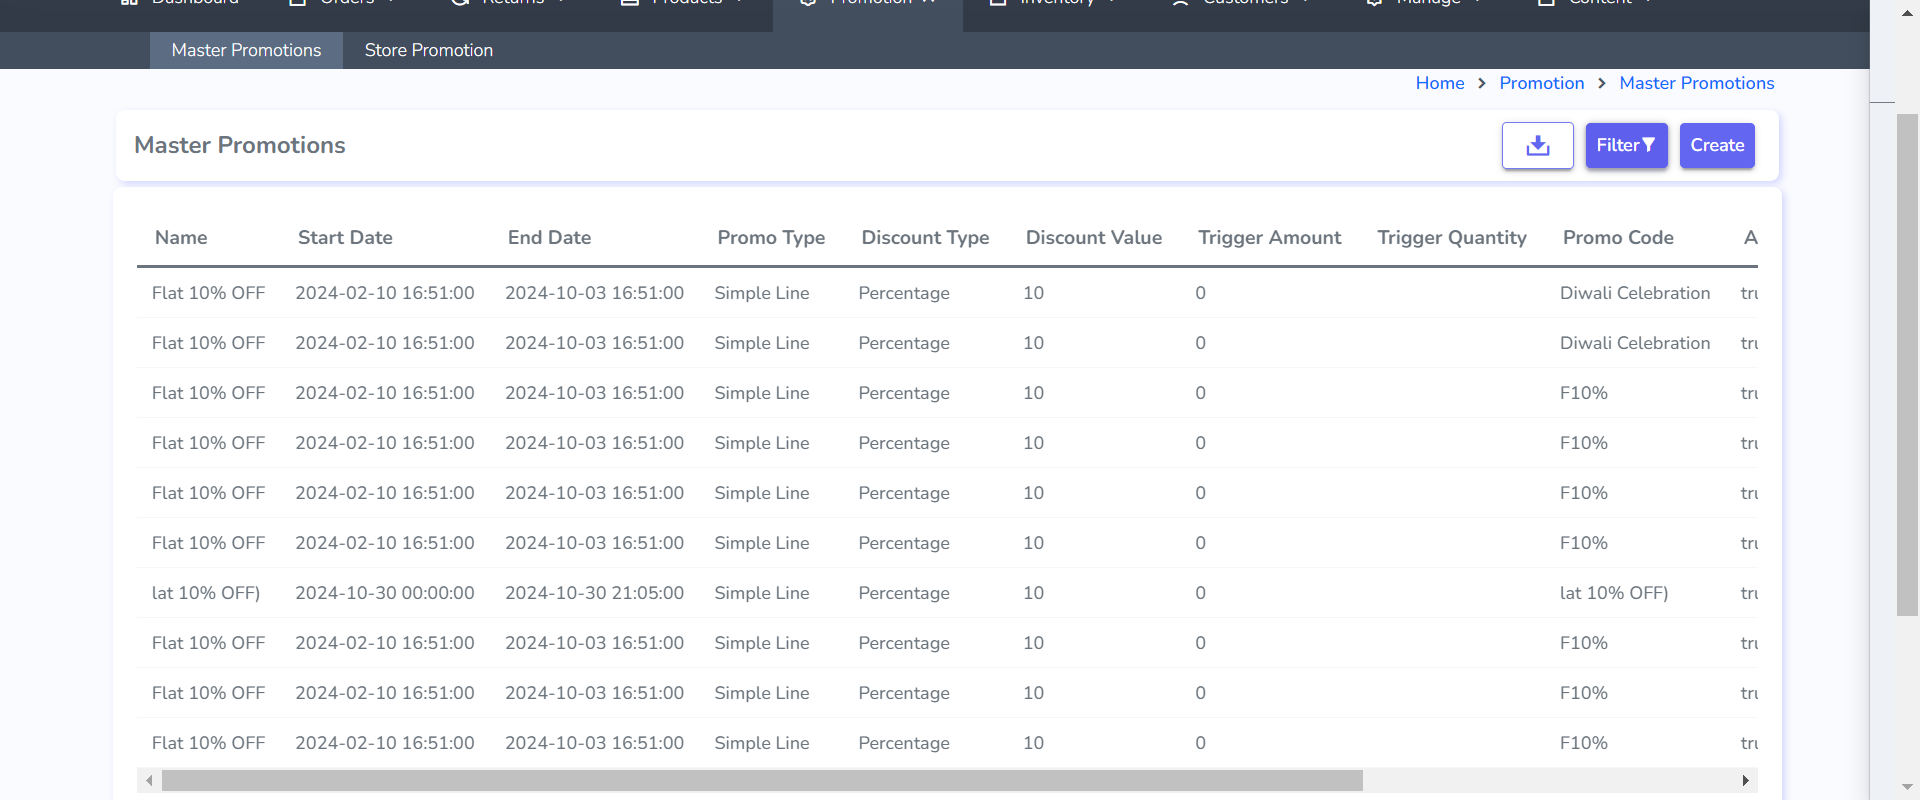 Dashboard Orders Returns Products Promotion Inventory Customers Manage Content
Master Promotions Store Promotion
Home > Promotion > Master Promotions
Master Promotions Filter Create
Name Start Date End Date Promo Type Discount Type Discount Value Trigger Amount Trigger Quantity Promo Code A
Flat 10% OFF 2024-02-10 16:51:00 2024-10-03 16:51:00 Simple Line Percentage 10 0 Diwali Celebration tru
Flat 10% OFF 2024-02-10 16:51:00 2024-10-03 16:51:00 Simple Line Percentage 10 0 Diwali Celebration tru
Flat 10% OFF 2024-02-10 16:51:00 2024-10-03 16:51:00 Simple Line Percentage 10 0 F10% tru
Flat 10% OFF 2024-02-10 16:51:00 2024-10-03 16:51:00 Simple Line Percentage 10 0 F10% tru
Flat 10% OFF 2024-02-10 16:51:00 2024-10-03 16:51:00 Simple Line Percentage 10 0 F10% tru
Flat 10% OFF 2024-02-10 16:51:00 2024-10-03 16:51:00 Simple Line Percentage 10 0 F10% tru
lat 10% OFF) 2024-10-30 00:00:00 2024-10-30 21:05:00 Simple Line Percentage 10 0 lat 10% OFF) tru
Flat 10% OFF 2024-02-10 16:51:00 2024-10-03 16:51:00 Simple Line Percentage 10 0 F10% tru
Flat 10% OFF 2024-02-10 16:51:00 2024-10-03 16:51:00 Simple Line Percentage 10 0 F10% tru
Flat 10% OFF 2024-02-10 16:51:00 2024-10-03 16:51:00 Simple Line Percentage 10 0 F10% tru